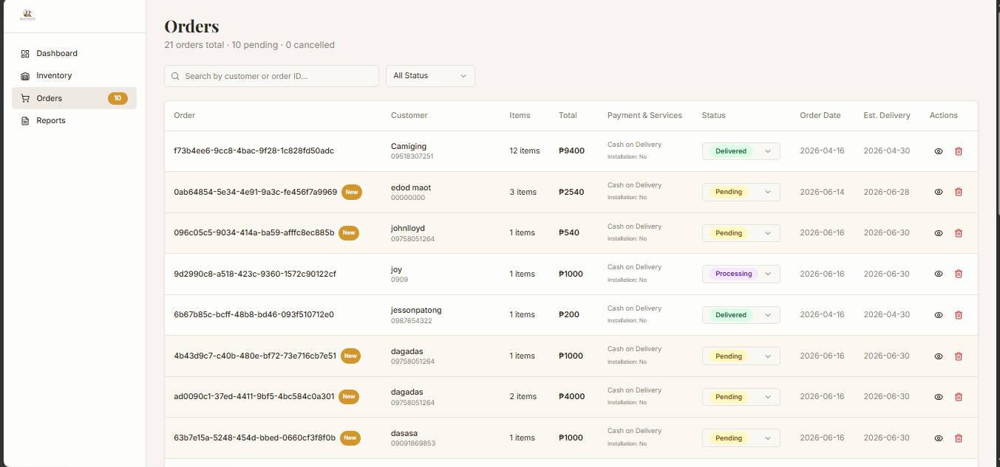 Dashboard
Inventory
Orders 10
Reports
Orders
21 orders total · 10 pending · 0 cancelled
Search by customer or order ID...
All Status
Order Customer Items Total Payment & Services Status Order Date Est. Delivery Actions
f73b4ee6-9cc8-4bac-9f28-1c828fd50adc Camiging 12 items ₱9400 Cash on Delivery Delivered 2026-04-16 2026-04-30
09518307251 Installation: No
0ab64854-5e34-4e91-9a3c-fe456f7a9969 New edod maot 3 items ₱2540 Cash on Delivery Pending 2026-06-14 2026-06-28
00000000 Installation: No
096c05c5-9034-414a-ba59-afffc8ec885b New johnlloyd 1 items ₱540 Cash on Delivery Pending 2026-06-16 2026-06-30
09758051264 Installation: No
9d2990c8-a518-423c-9360-1572c90122cf joy 1 items ₱1000 Cash on Delivery Processing 2026-06-16 2026-06-30
0909 Installation: No
6b67b85c-bcff-48b8-bd46-093f510712e0 jessonpatong 1 items ₱200 Cash on Delivery Delivered 2026-04-16 2026-04-30
0987654322 Installation: No
4b43d9c7-c40b-480e-bf72-73e716cb7e51 New dagadas 1 items ₱1000 Cash on Delivery Pending 2026-06-16 2026-06-30
09758051264 Installation: No
ad0090c1-37ed-4411-9bf5-4bc584c0a301 New dagadas 2 items ₱4000 Cash on Delivery Pending 2026-06-16 2026-06-30
09758051264 Installation: No
63b7e15a-5248-454d-bbed-0660cf3f8f0b New dasasa 1 items ₱1000 Cash on Delivery Pending 2026-06-16 2026-06-30
09091869853 Installation: No